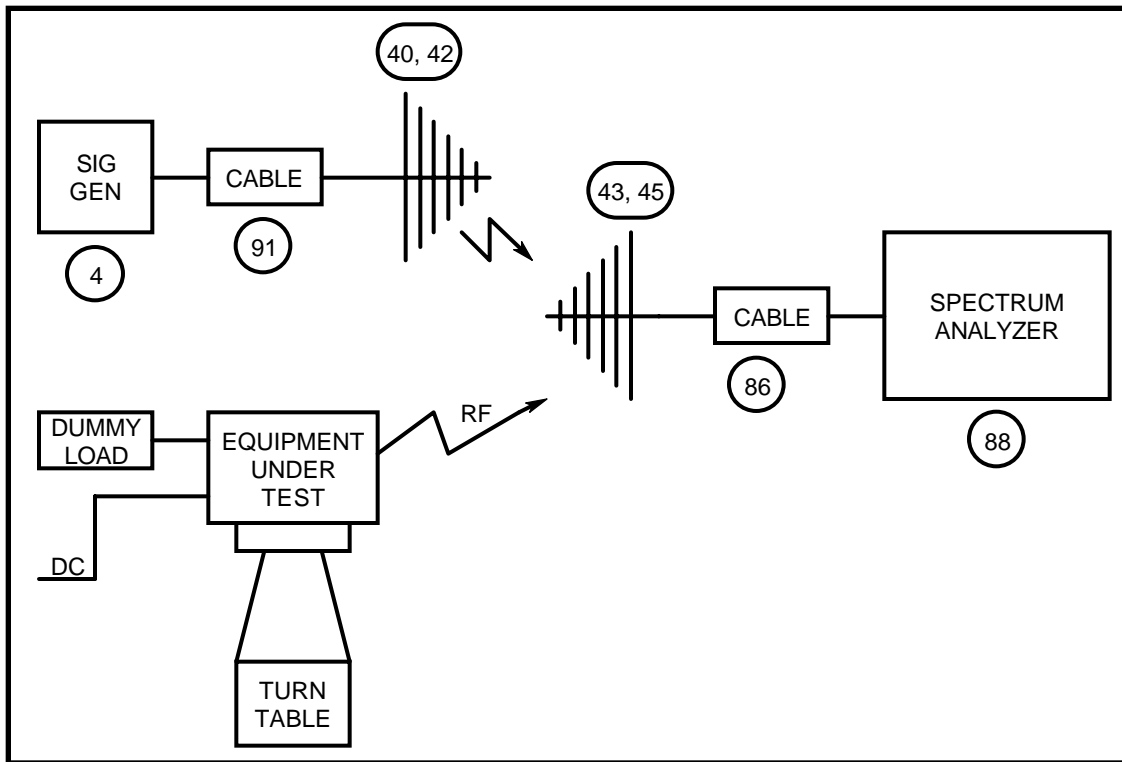 40, 42
SIG
GEN
CABLE
4
91
43, 45
CABLE
86
SPECTRUM
ANALYZER
88
DUMMY
LOAD
EQUIPMENT
UNDER
TEST
RF
DC
TURN
TABLE